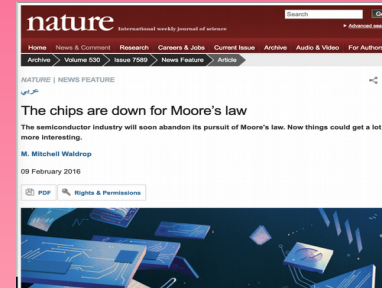 nature International weekly journal of science
Search
Advanced sea
Home News & Comment Research Careers & Jobs Current Issue Archive Audio & Video For Authors
Archive Volume 530 Issue 7589 News Feature Article
NATURE | NEWS FEATURE
عربي
The chips are down for Moore's law
The semiconductor industry will soon abandon its pursuit of Moore's law. Now things could get a lot
more interesting.
M. Mitchell Waldrop
09 February 2016
PDF Rights & Permissions